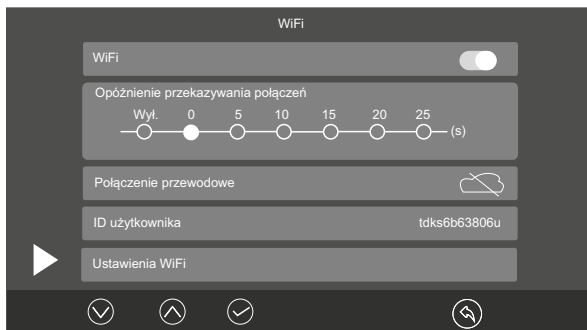 WiFi
WiFi
Opóźnienie przekazywania połączeń
Wył. 0 5 10 15 20 25
(s)
Połączenie przewodowe
ID użytkownika tdks6b63806u
Ustawienia WiFi